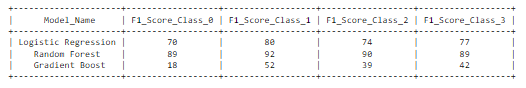 +---------------------+------------------+------------------+------------------+------------------+
| Model_Name | F1_Score_Class_0 | F1_Score_Class_1 | F1_Score_Class_2 | F1_Score_Class_3 |
+---------------------+------------------+------------------+------------------+------------------+
| Logistic Regression | 70 | 80 | 74 | 77 |
| Random Forest | 89 | 92 | 90 | 89 |
| Gradient Boost | 18 | 52 | 39 | 42 |
+---------------------+------------------+------------------+------------------+------------------+